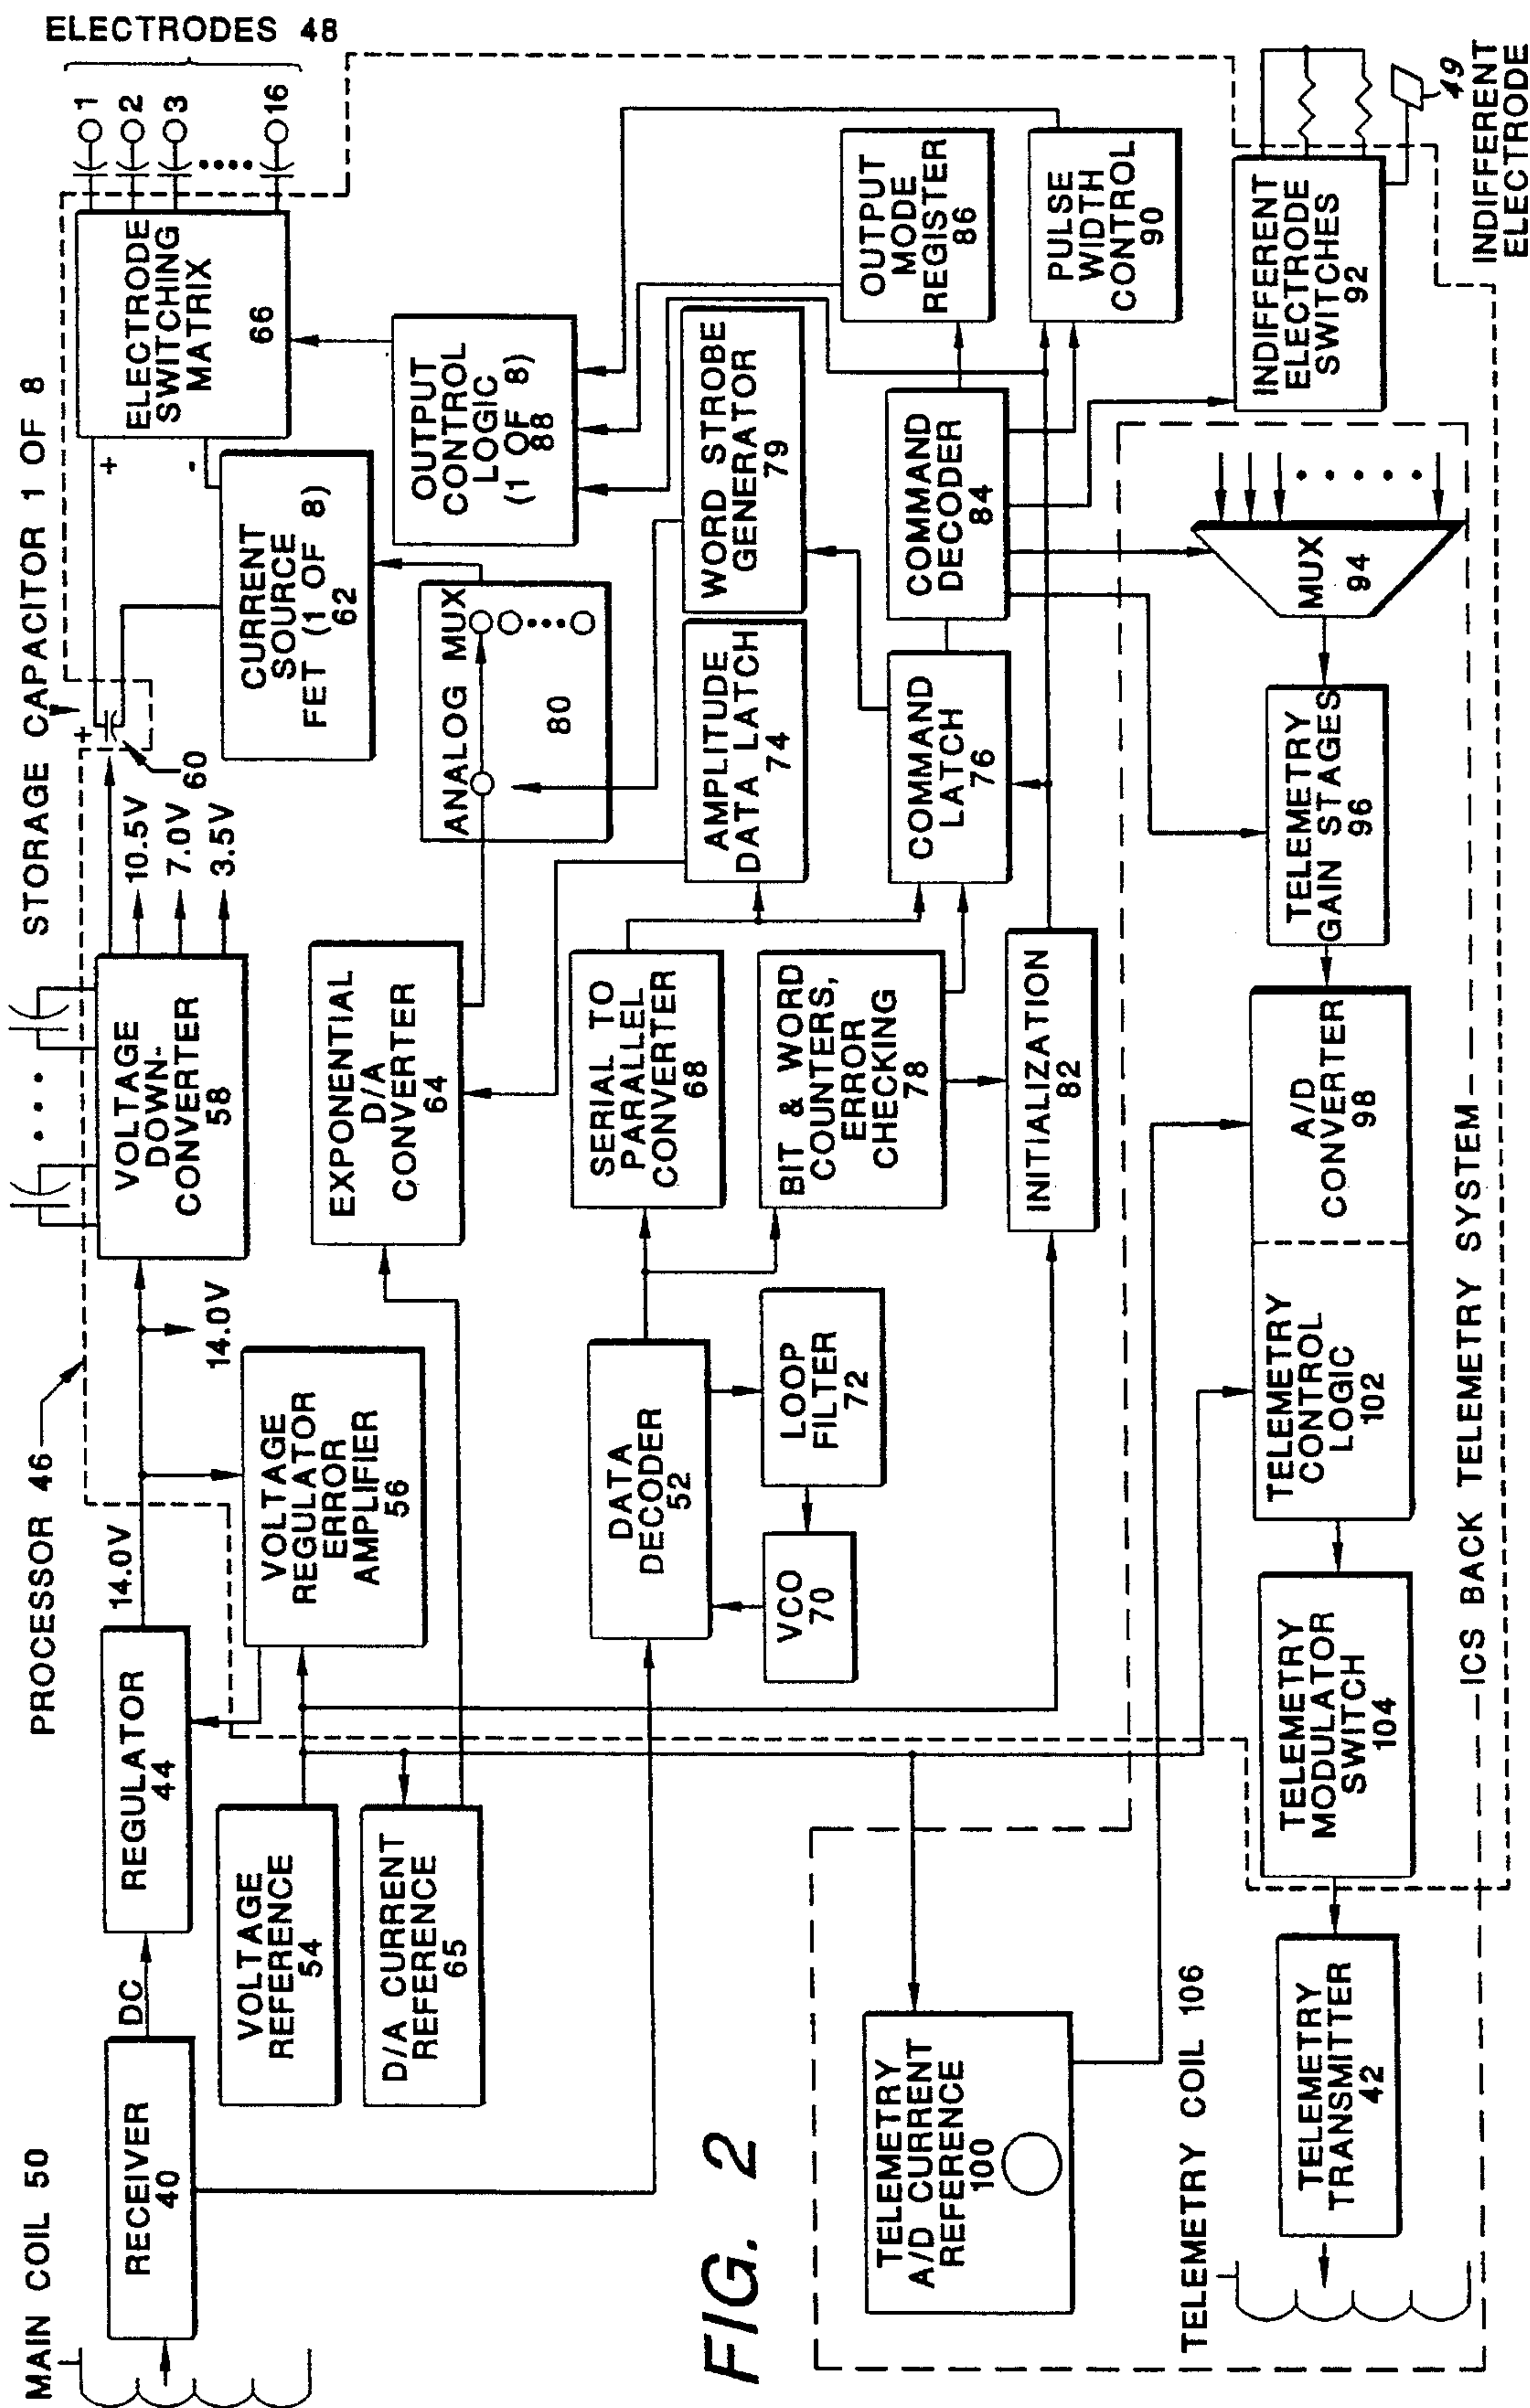 MAIN COIL 50
RECEIVER
40
DC
REGULATOR
44
14.0V
PROCESSOR 46
14.0V
VOLTAGE
DOWN-
CONVERTER
58
10.5V
7.0V
3.5V
STORAGE CAPACITOR 1 OF 8
+
60
+
-
ELECTRODE
SWITCHING
MATRIX
66
ELECTRODES 48
1
2
3
16
VOLTAGE
REFERENCE
54
D/A CURRENT
REFERENCE
65
VOLTAGE
REGULATOR
ERROR
AMPLIFIER
56
EXPONENTIAL
D/A
CONVERTER
64
CURRENT
SOURCE
FET (1 OF 8)
62
ANALOG MUX
80
OUTPUT
CONTROL
LOGIC
(1 OF 8)
88
DATA
DECODER
52
LOOP
FILTER
72
VCO
70
SERIAL TO
PARALLEL
CONVERTER
68
BIT & WORD
COUNTERS,
ERROR
CHECKING
78
INITIALIZATION
82
AMPLITUDE
DATA LATCH
74
WORD STROBE
GENERATOR
79
COMMAND
LATCH
76
COMMAND
DECODER
84
OUTPUT
MODE
REGISTER
86
PULSE
WIDTH
CONTROL
90
INDIFFERENT
ELECTRODE
SWITCHES
92
49
INDIFFERENT
ELECTRODE
FIG. 2
TELEMETRY
A/D CURRENT
REFERENCE
100
TELEMETRY COIL 106
TELEMETRY
TRANSMITTER
42
TELEMETRY
MODULATOR
SWITCH
104
TELEMETRY
CONTROL
LOGIC
102
A/D
CONVERTER
98
TELEMETRY
GAIN STAGES
96
MUX
94
ICS BACK TELEMETRY SYSTEM